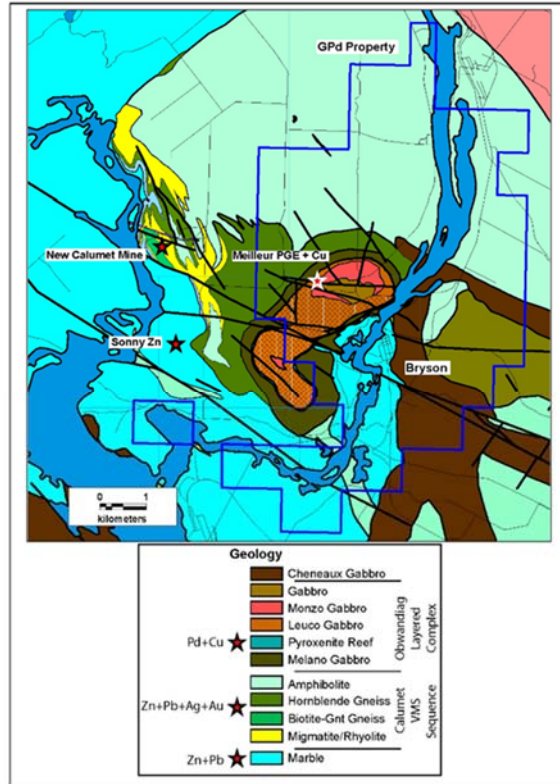 GPd Property
New Calumet Mine
Meilleur PGE + Cu
Sonny Zn
Bryson
0 1
kilometers
Geology
Cheneaux Gabbro
Gabbro
Monzo Gabbro
Leuco Gabbro
Pd+Cu
Pyroxenite Reef
Melano Gabbro
Obwandiag
Layered
Complex
Amphibolite
Hornblende Gneiss
Zn+Pb+Ag+Au
Biotite-Gnt Gneiss
Migmatite/Rhyolite
Calumet
VMS
Sequence
Zn+Pb
Marble